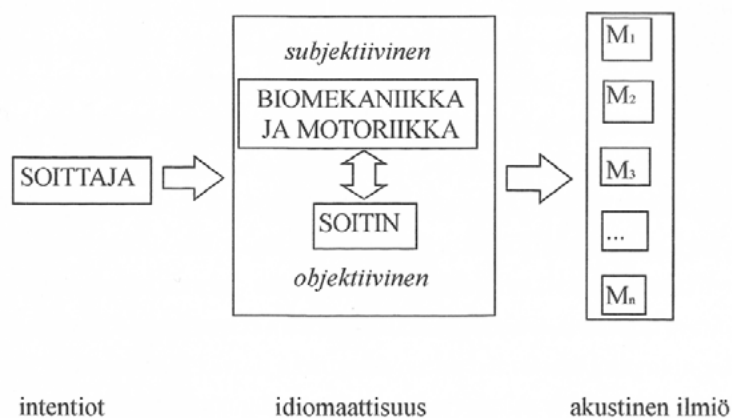 subjektiivinen
BIOMEKANIIKKA
JA MOTORIIKKA
SOITTAJA
SOITIN
objektiivinen
M₁
M₂
M₃
...
Mₙ
intentiot
idiomaattisuus
akustinen ilmiö